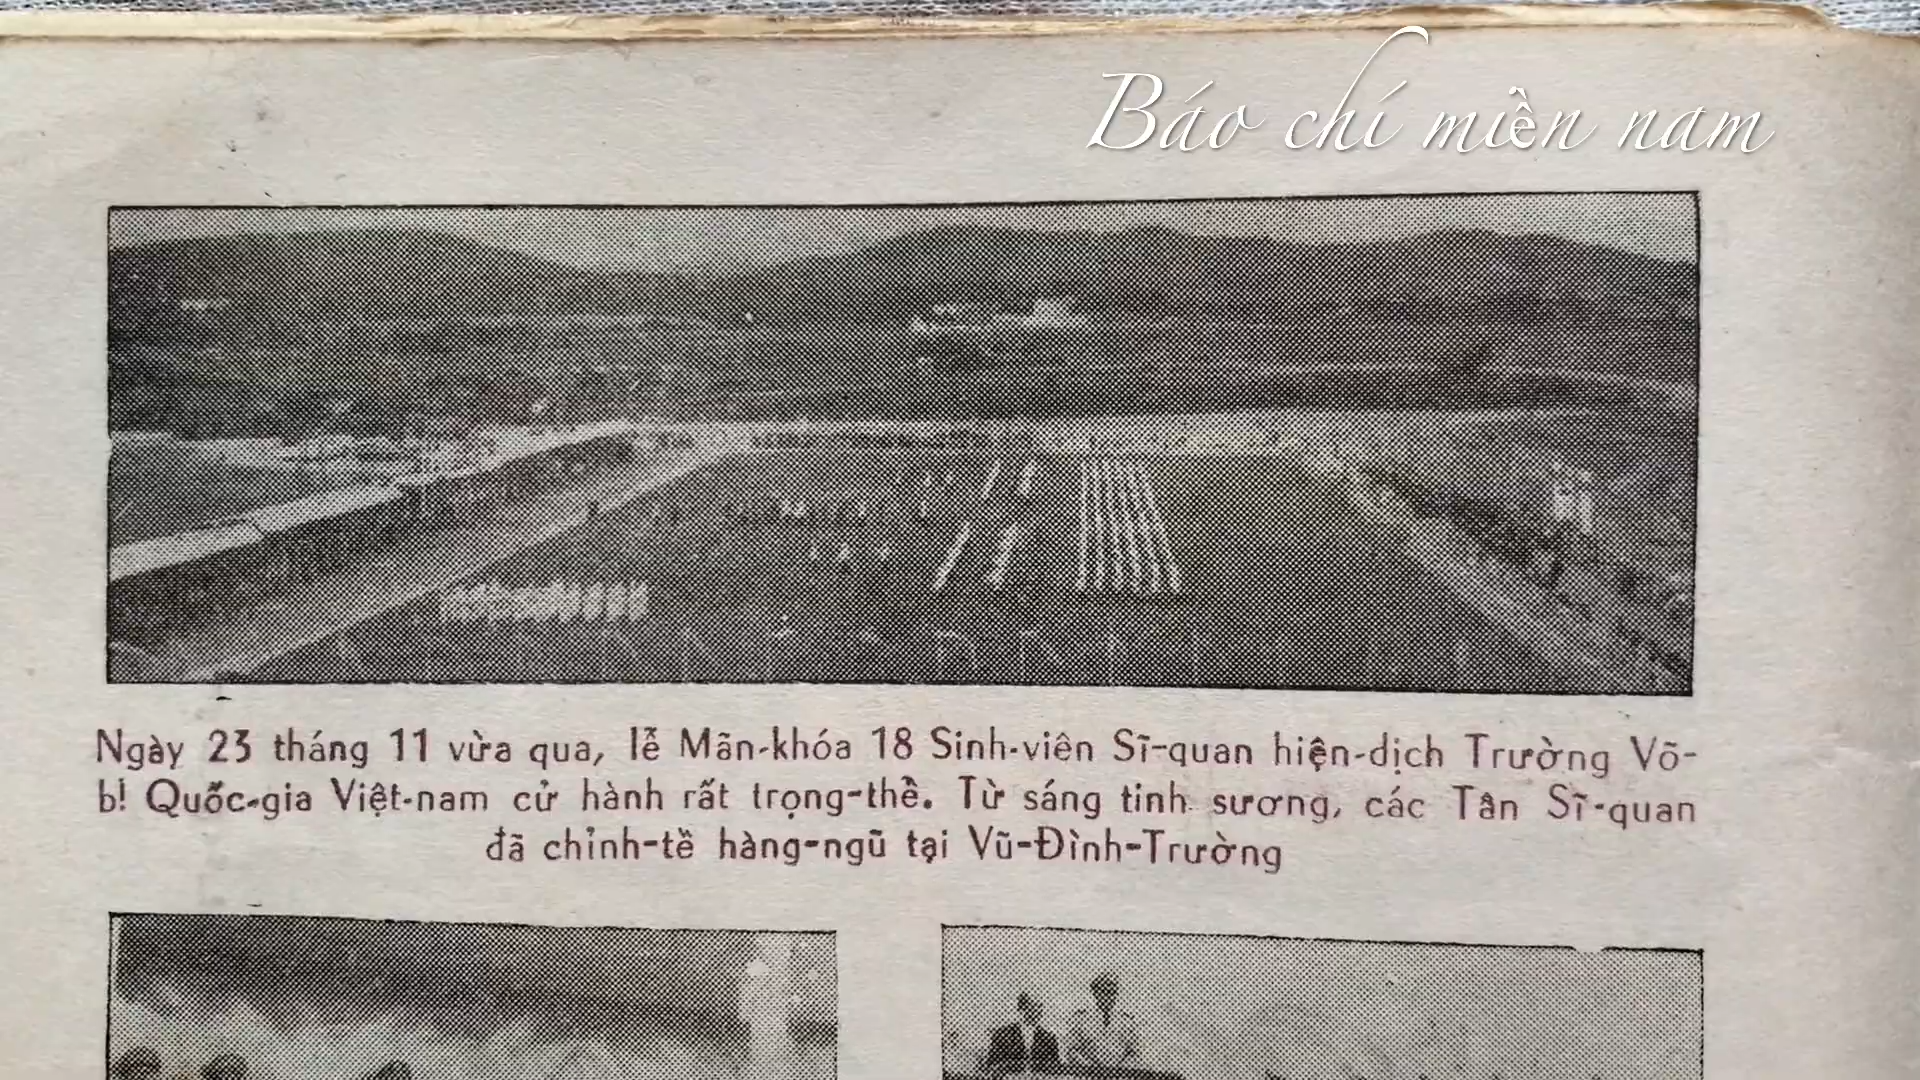 Báo chí miền nam
Ngày 23 tháng 11 vừa qua, lễ Mãn-khóa 18 Sinh-viên Sĩ-quan hiện-dịch Trường Võ-
bị Quốc-gia Việt-nam cử hành rất trọng-thể. Từ sáng tinh sương, các Tân Sĩ-quan
đã chỉnh-tề hàng-ngũ tại Vũ-Đình-Trường